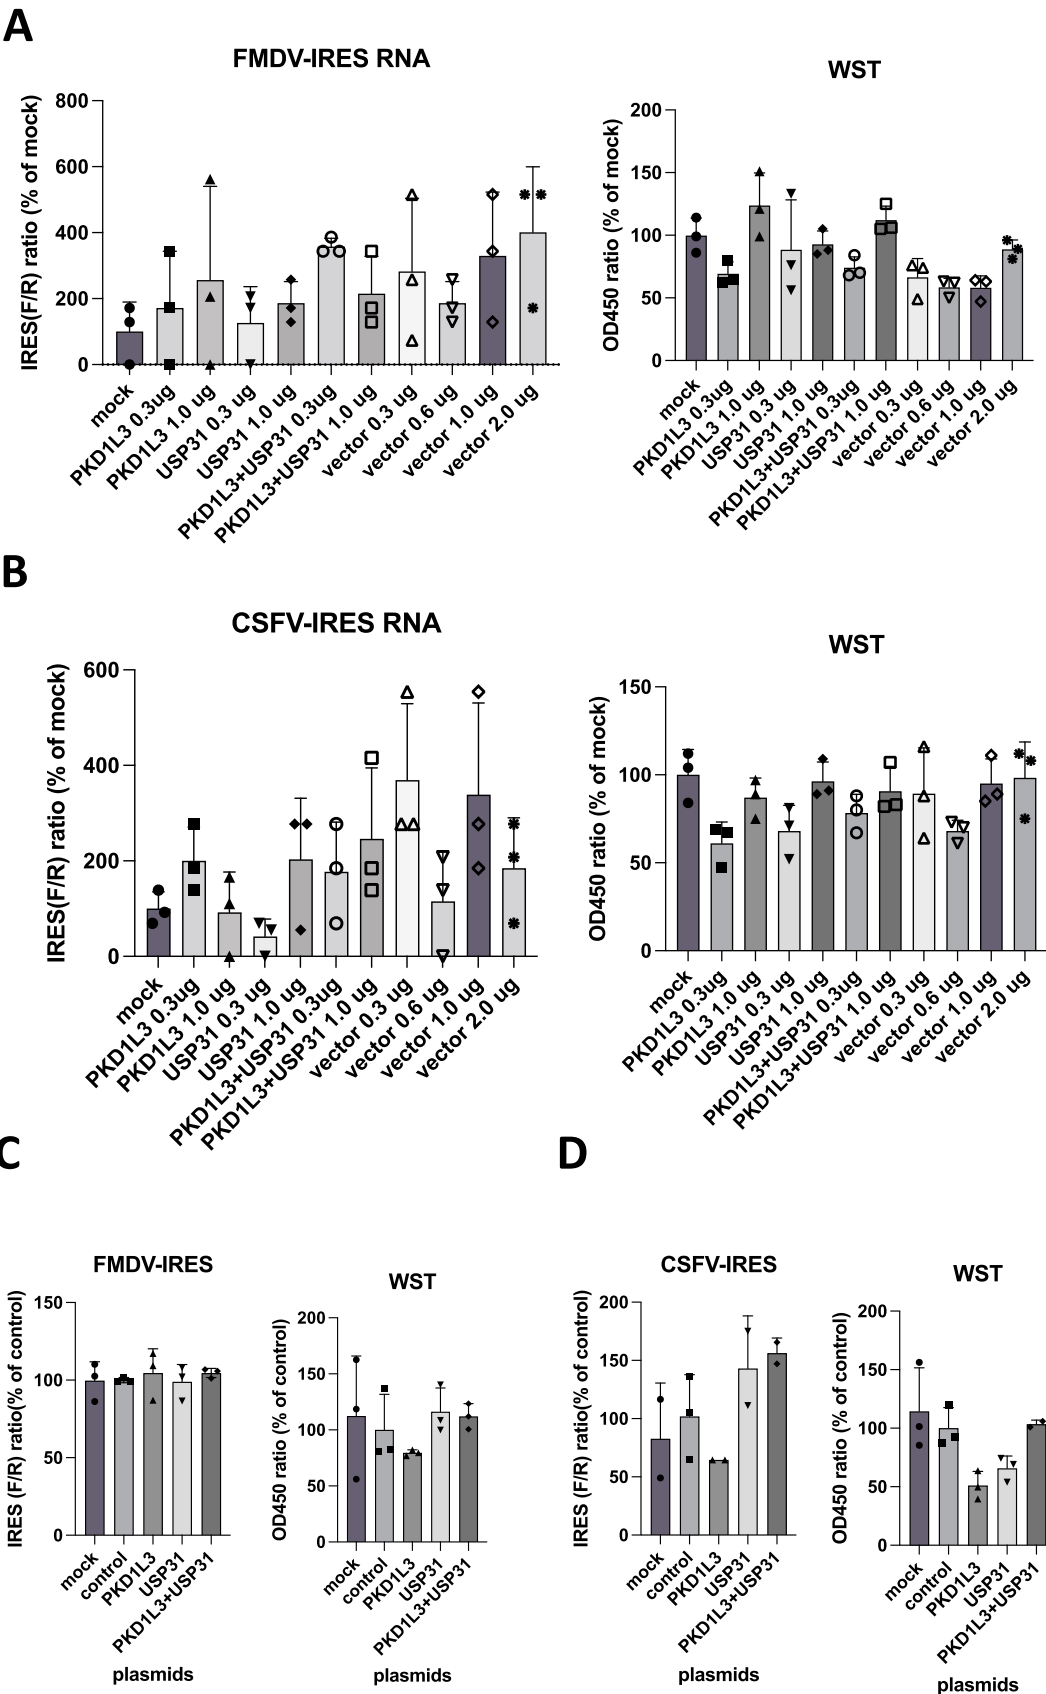 A
FMDV-IRES RNA
IRES(F/R) ratio (% of mock)
800
600
400
200
0
mock
PKD1L3 0.3ug
PKD1L3 1.0 ug
USP31 0.3 ug
USP31 1.0 ug
PKD1L3+USP31 0.3ug
PKD1L3+USP31 1.0 ug
vector 0.3 ug
vector 0.6 ug
vector 1.0 ug
vector 2.0 ug
WST
OD450 ratio (% of mock)
200
150
100
50
0
mock
PKD1L3 0.3ug
PKD1L3 1.0 ug
USP31 0.3 ug
USP31 1.0 ug
PKD1L3+USP31 0.3ug
PKD1L3+USP31 1.0 ug
vector 0.3 ug
vector 0.6 ug
vector 1.0 ug
vector 2.0 ug
B
CSFV-IRES RNA
IRES(F/R) ratio (% of mock)
600
400
200
0
mock
PKD1L3 0.3ug
PKD1L3 1.0 ug
USP31 0.3 ug
USP31 1.0 ug
PKD1L3+USP31 0.3ug
PKD1L3+USP31 1.0 ug
vector 0.3 ug
vector 0.6 ug
vector 1.0 ug
vector 2.0 ug
WST
OD450 ratio (% of mock)
150
100
50
0
mock
PKD1L3 0.3ug
PKD1L3 1.0 ug
USP31 0.3 ug
USP31 1.0 ug
PKD1L3+USP31 0.3ug
PKD1L3+USP31 1.0 ug
vector 0.3 ug
vector 0.6 ug
vector 1.0 ug
vector 2.0 ug
C
FMDV-IRES
IRES (F/R) ratio(% of control)
150
100
50
0
mock
control
PKD1L3
USP31
PKD1L3+USP31
plasmids
WST
OD450 ratio (% of control)
200
150
100
50
0
mock
control
PKD1L3
USP31
PKD1L3+USP31
plasmids
D
CSFV-IRES
IRES (F/R) ratio(% of control)
200
150
100
50
0
mock
control
PKD1L3
USP31
PKD1L3+USP31
plasmids
WST
OD450 ratio (% of control)
200
150
100
50
0
mock
control
PKD1L3
USP31
PKD1L3+USP31
plasmids